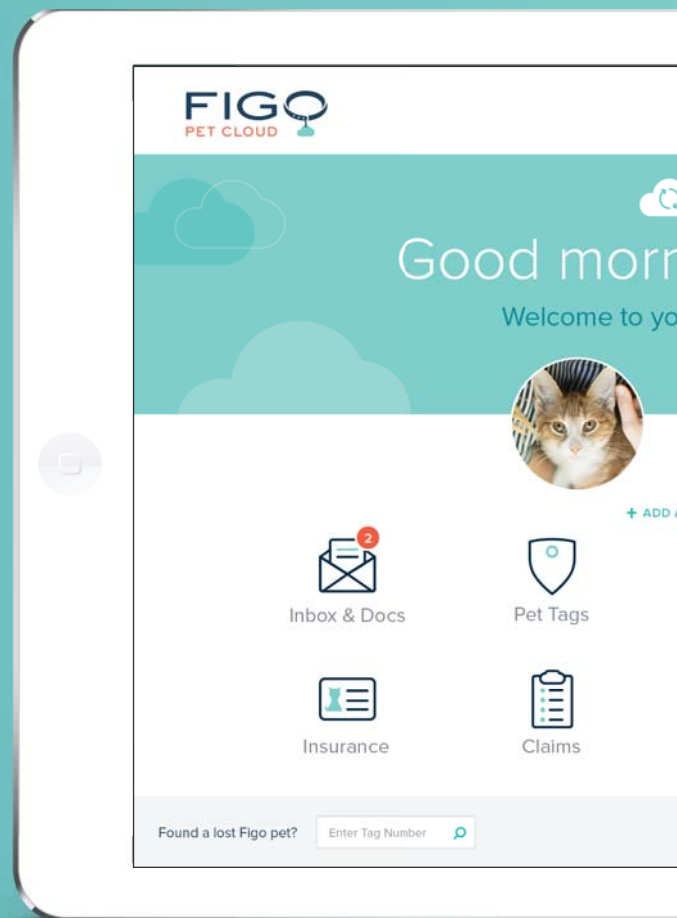 FIGO
PET CLOUD
Good morn
Welcome to yo
+ ADD
2
Inbox & Docs
Pet Tags
Insurance
Claims
Found a lost Figo pet?
Enter Tag Number